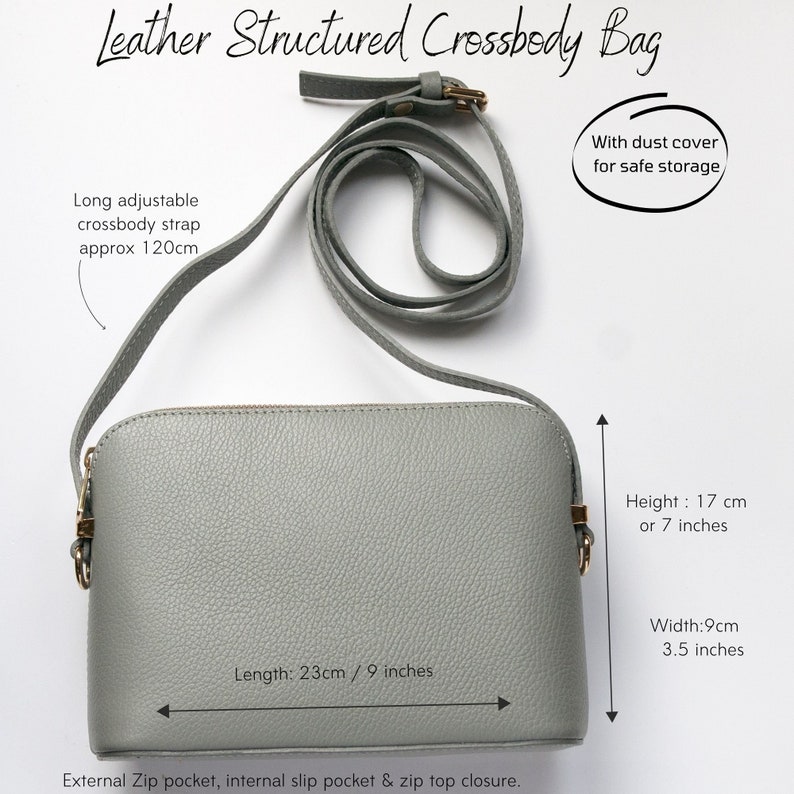 Leather Structured Crossbody Bag
With dust cover
for safe storage
Long adjustable
crossbody strap
approx 120cm
Height : 17 cm
or 7 inches
Width:9cm
3.5 inches
Length: 23cm / 9 inches
External Zip pocket, internal slip pocket & zip top closure.